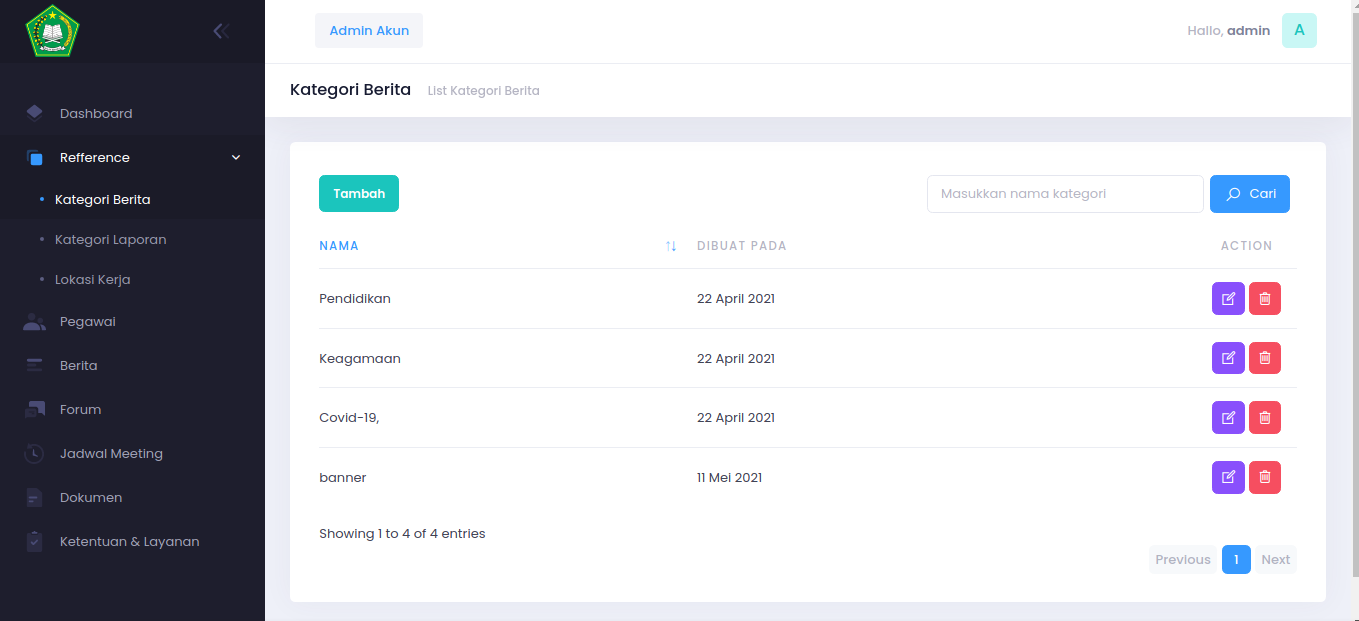 Admin Akun
Hallo, admin
A
Kategori Berita List Kategori Berita
Dashboard
Refference
Kategori Berita
Kategori Laporan
Lokasi Kerja
Pegawai
Berita
Forum
Jadwal Meeting
Dokumen
Ketentuan & Layanan
Tambah
Masukkan nama kategori
Cari
NAMA DIBUAT PADA ACTION
Pendidikan 22 April 2021
Keagamaan 22 April 2021
Covid-19, 22 April 2021
banner 11 Mei 2021
Showing 1 to 4 of 4 entries
Previous 1 Next